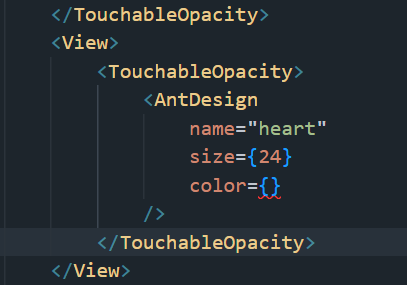 </TouchableOpacity>
<View>
<TouchableOpacity>
<AntDesign
name="heart"
size={24}
color={}
/>
</TouchableOpacity>
</View>